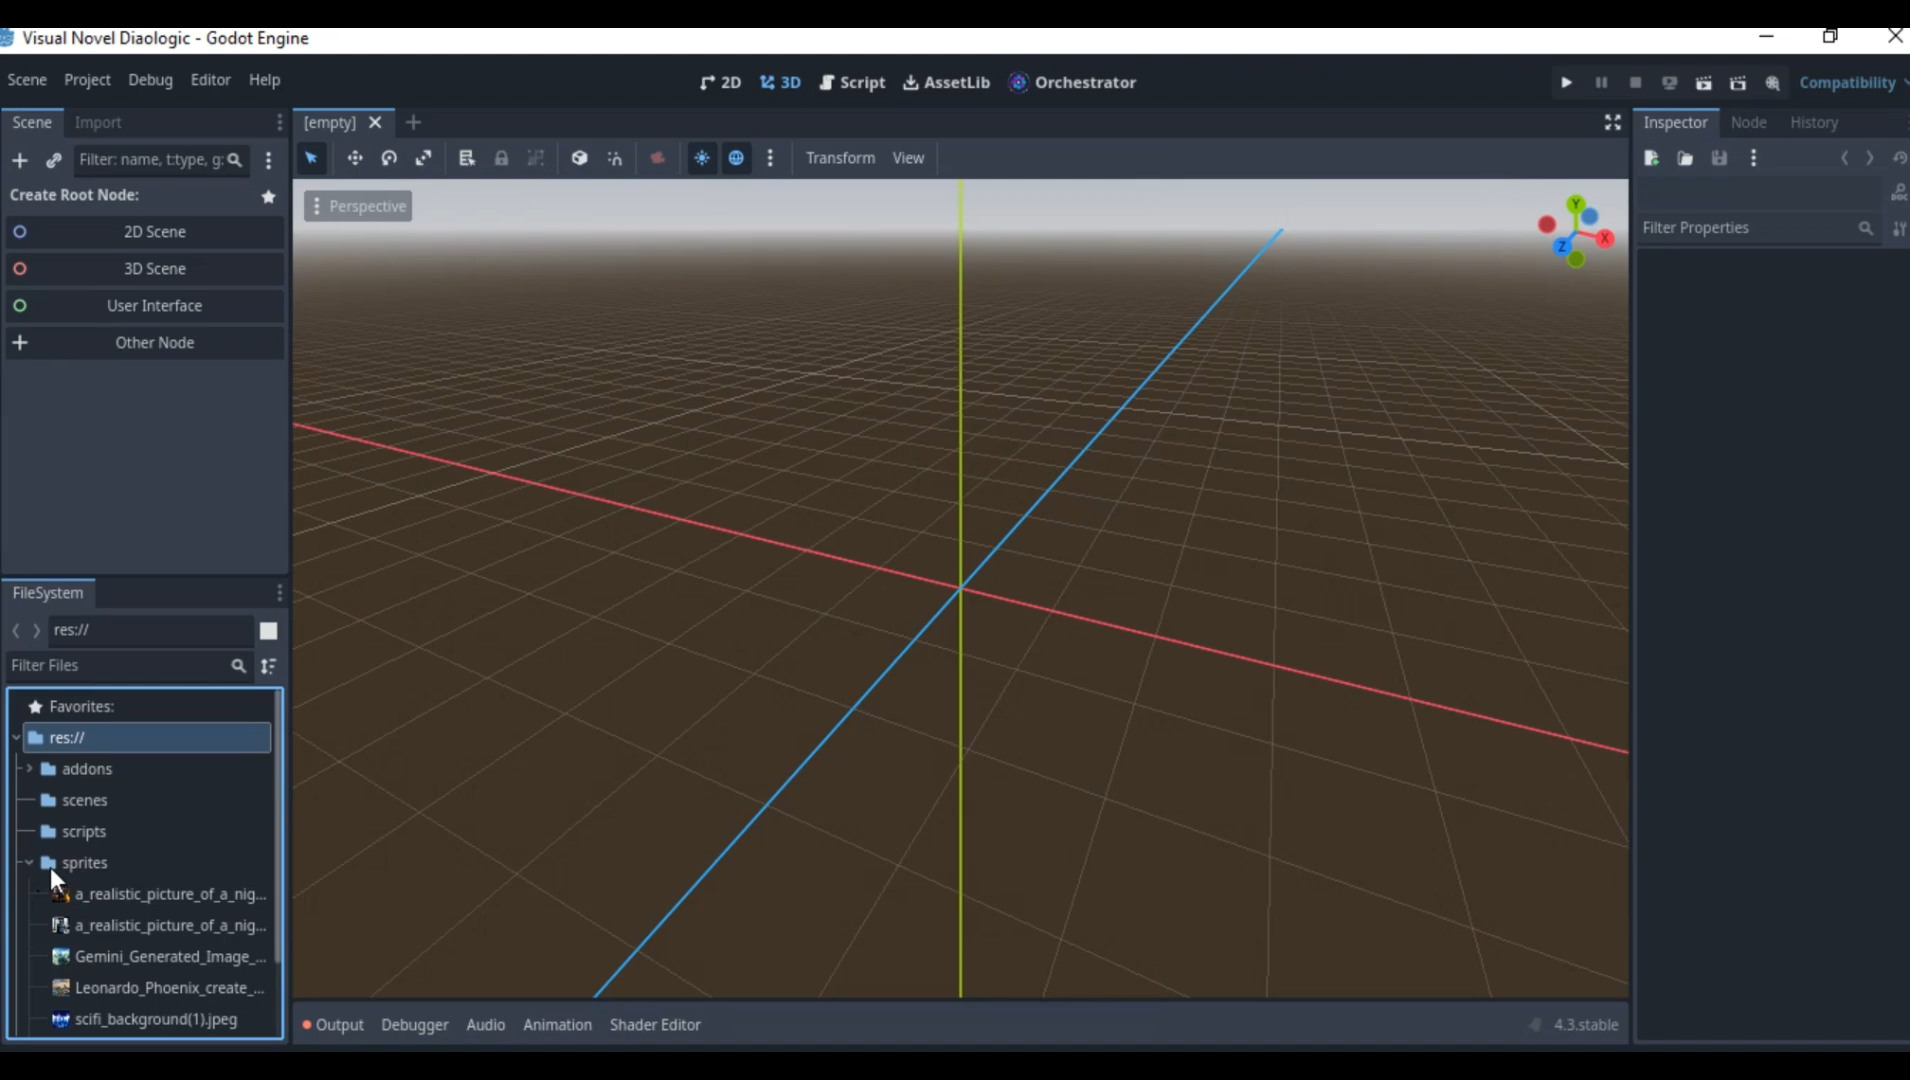 Visual Novel Diaologic - Godot Engine
Scene Project Debug Editor Help
2D 3D Script AssetLib Orchestrator
Compatibility
Scene Import
[empty]
Inspector Node History
Filter: name, t:type, g:
Transform View
Create Root Node:
2D Scene
3D Scene
User Interface
Other Node
Perspective
Y
X
Z
DOC
Filter Properties
FileSystem
res://
Filter Files
Favorites:
res://
addons
scenes
scripts
sprites
a_realistic_picture_of_a_nig...
a_realistic_picture_of_a_nig...
Gemini_Generated_Image_...
Leonardo_Phoenix_create_...
scifi_background(1).jpeg
Output Debugger Audio Animation Shader Editor
4.3.stable